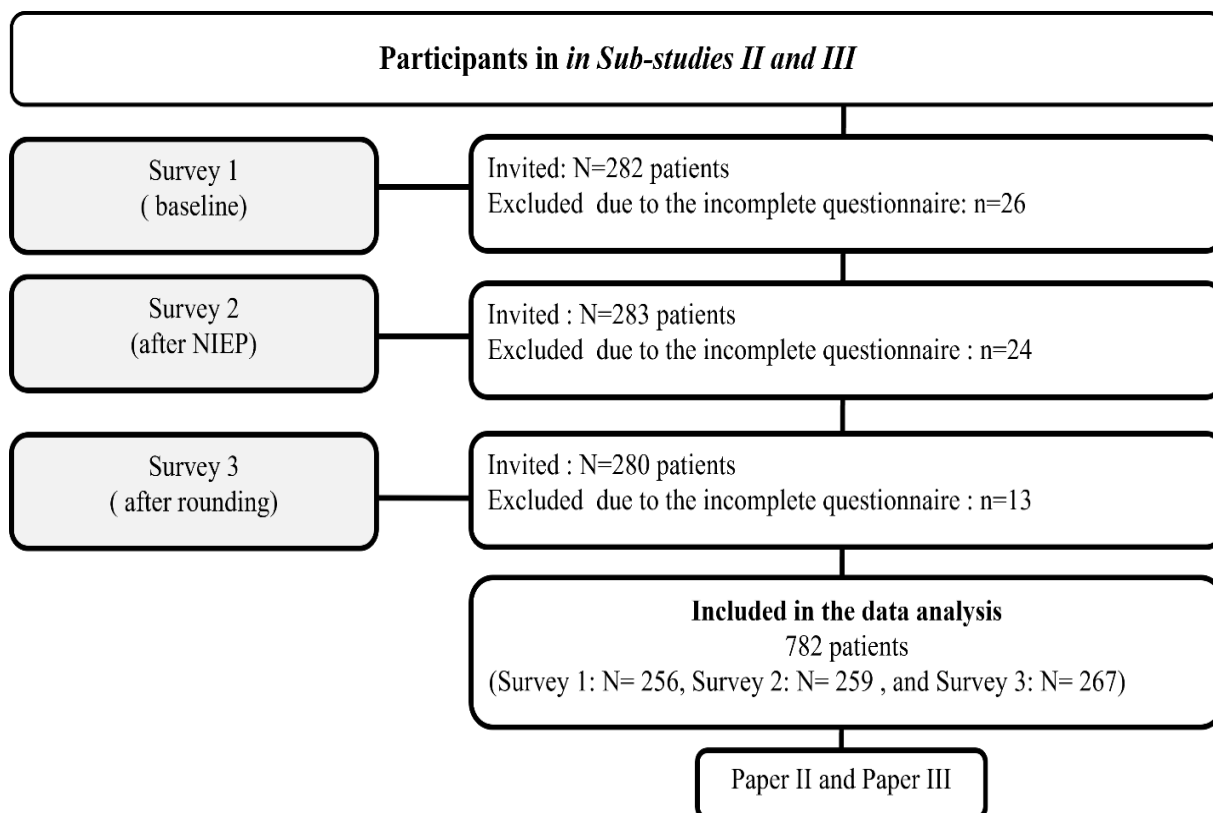 Participants in in Sub-studies II and III
Survey 1
( baseline)
Invited: N=282 patients
Excluded due to the incomplete questionnaire: n=26
Survey 2
(after NIEP)
Invited : N=283 patients
Excluded due to the incomplete questionnaire : n=24
Survey 3
( after rounding)
Invited : N=280 patients
Excluded due to the incomplete questionnaire : n=13
Included in the data analysis
782 patients
(Survey 1: N= 256, Survey 2: N= 259 , and Survey 3: N= 267)
Paper II and Paper III